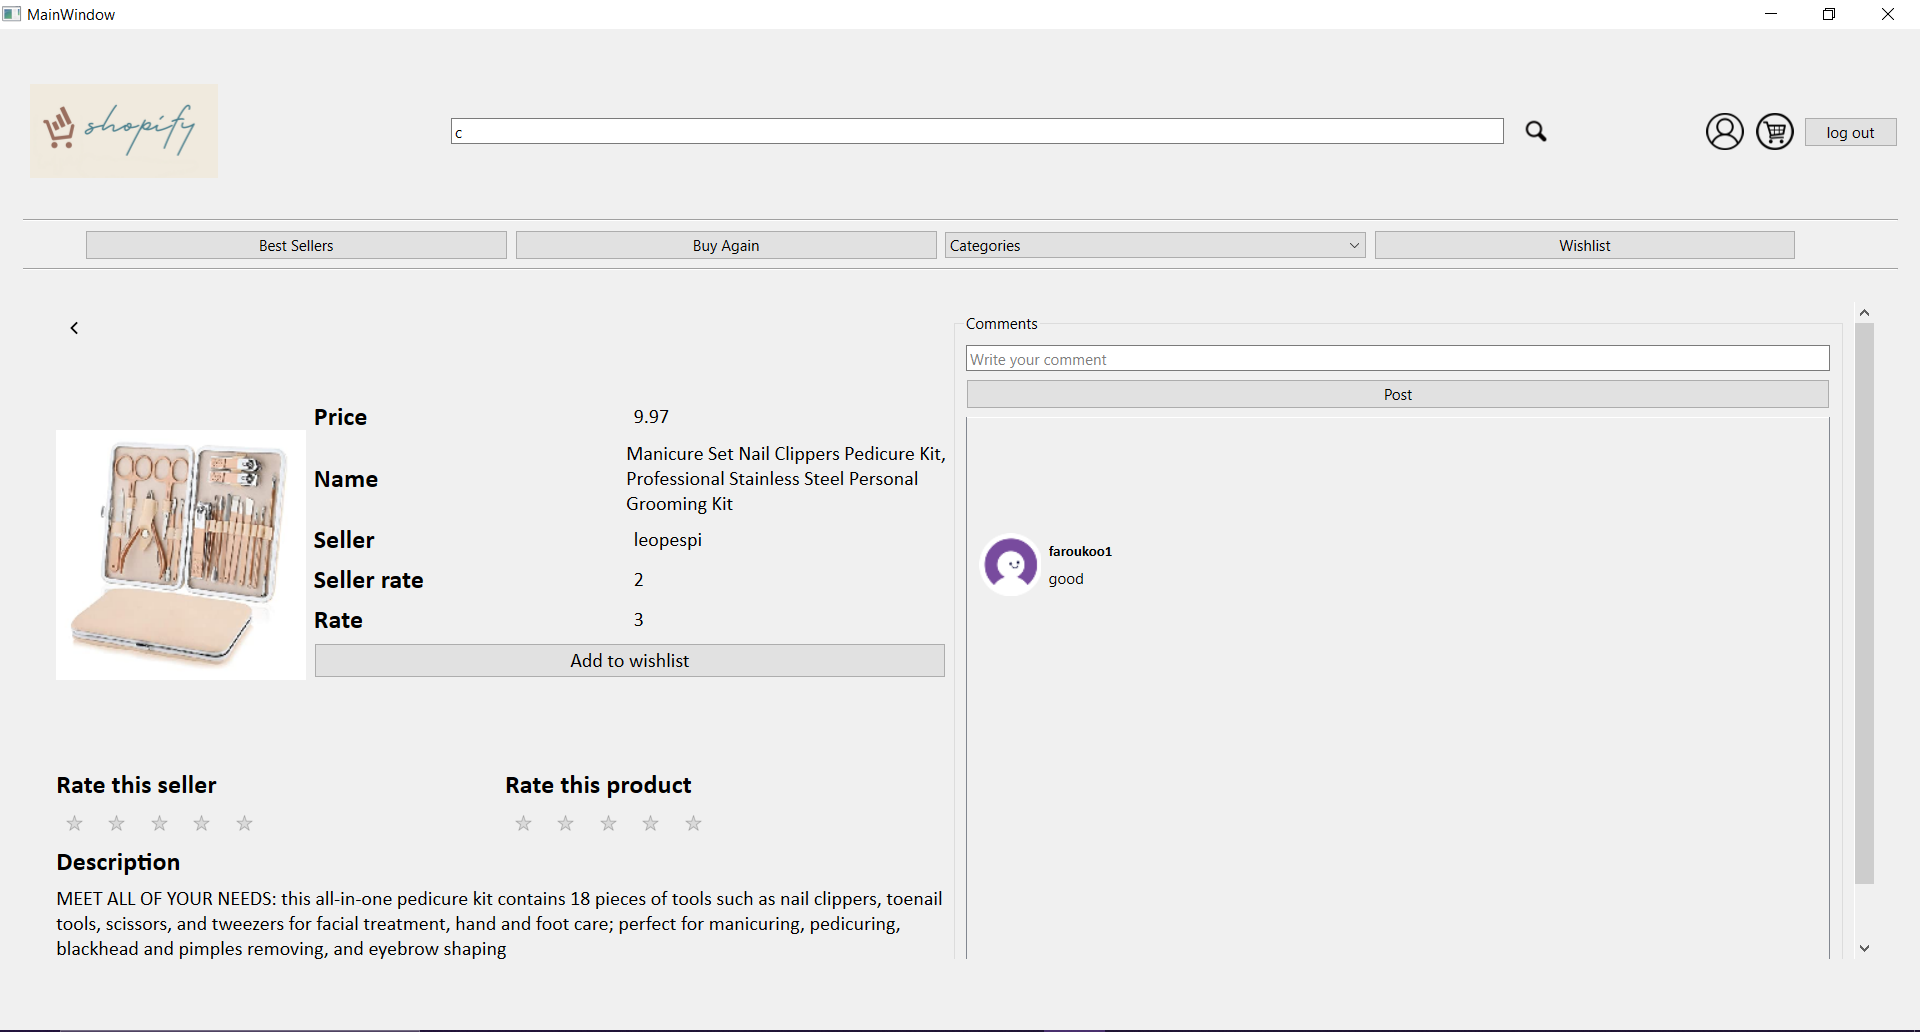 MainWindow
shopify
c
log out
Best Sellers
Buy Again
Categories
Wishlist
Comments
Write your comment
Post
Price
9.97
Name
Manicure Set Nail Clippers Pedicure Kit,
Professional Stainless Steel Personal
Grooming Kit
Seller
leopespi
Seller rate
2
Rate
3
Add to wishlist
faroukoo1
good
Rate this seller
Rate this product
Description
MEET ALL OF YOUR NEEDS: this all-in-one pedicure kit contains 18 pieces of tools such as nail clippers, toenail
tools, scissors, and tweezers for facial treatment, hand and foot care; perfect for manicuring, pedicuring,
blackhead and pimples removing, and eyebrow shaping